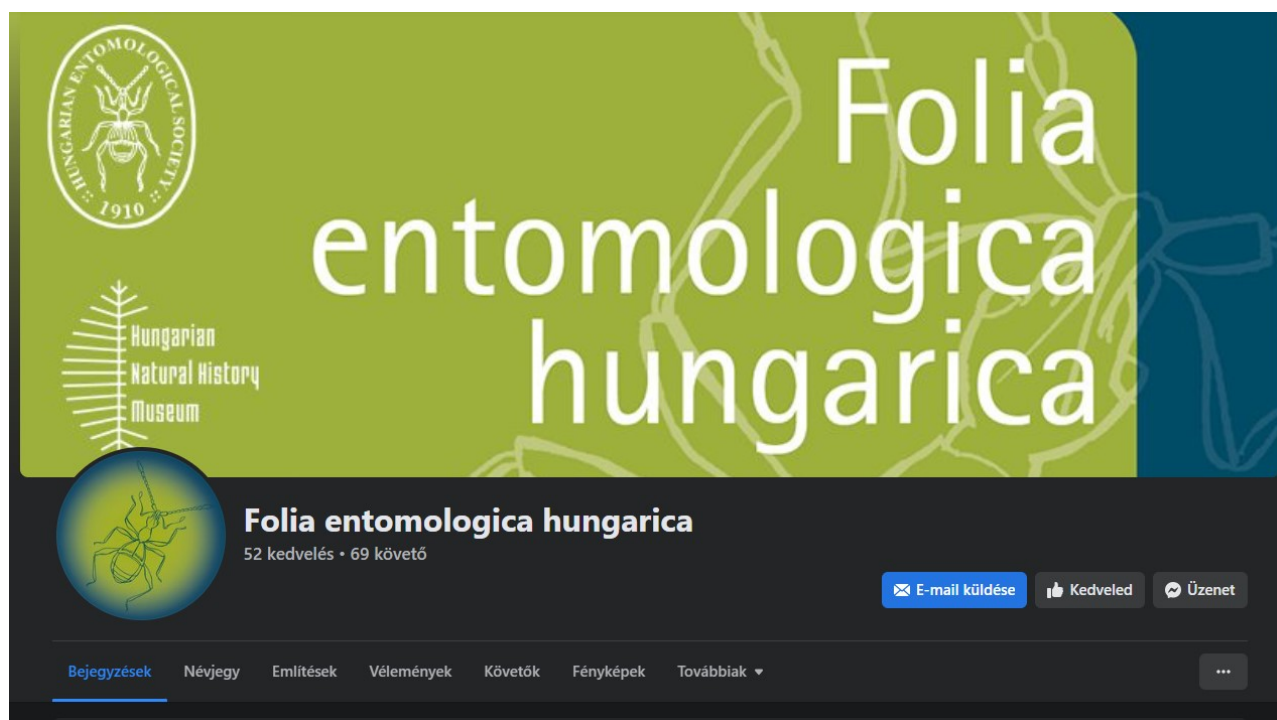 HUNGARIAN ENTOMOLOGICAL SOCIETY :: 1910 ::
Folia
entomologica
hungarica
Hungarian
Natural History
Museum
Folia entomologica hungarica
52 kedvelés • 69 követő
E-mail küldése Kedveled Üzenet
Bejegyzések Névjegy Említések Vélemények Követők Fényképek Továbbiak